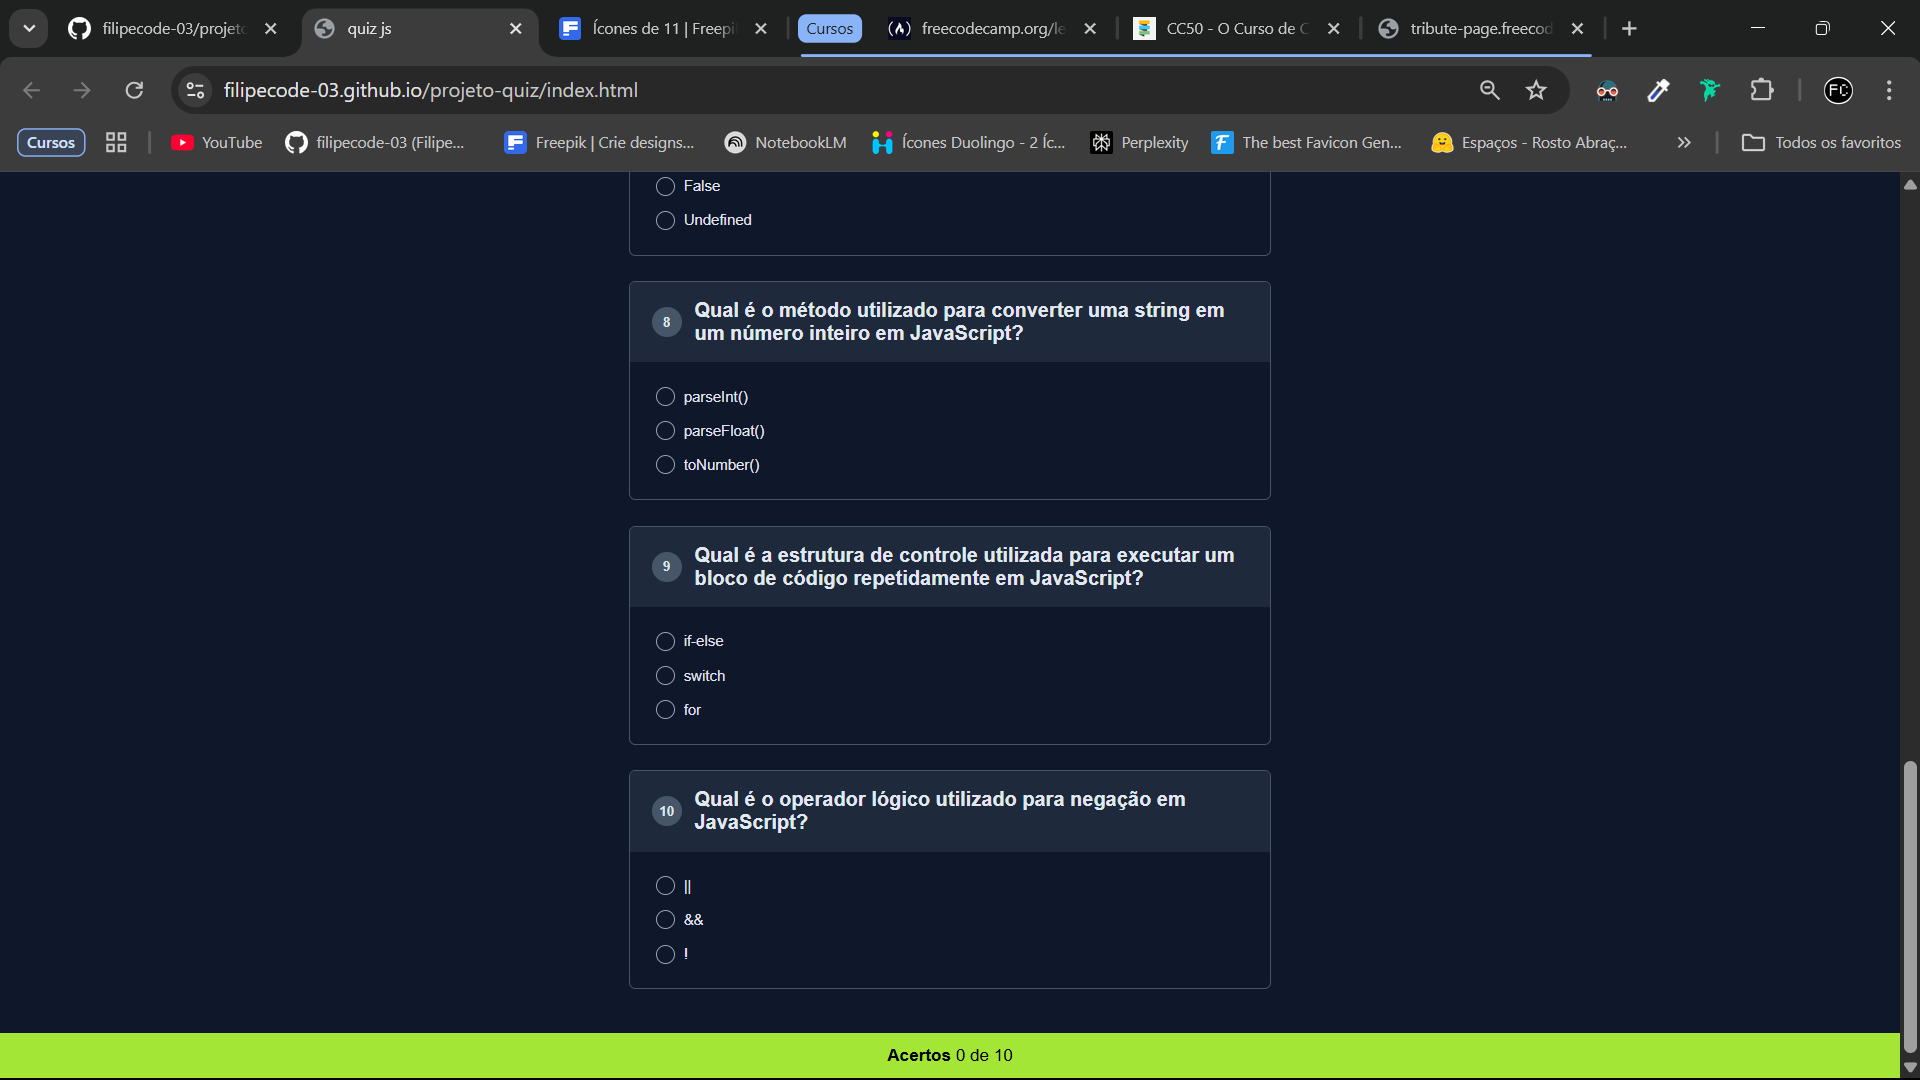 filipecode-03/projeto
quiz js
Ícones de 11 | Freepi
Cursos
freecodecamp.org/le
CC50 - O Curso de C
tribute-page.freecod
filipecode-03.github.io/projeto-quiz/index.html
FC
Cursos
YouTube
filipecode-03 (Filipe...
Freepik | Crie designs...
NotebookLM
Ícones Duolingo - 2 Íc...
Perplexity
The best Favicon Gen...
Espaços - Rosto Abraç...
Todos os favoritos
False
Undefined
8
Qual é o método utilizado para converter uma string em
um número inteiro em JavaScript?
parseInt()
parseFloat()
toNumber()
9
Qual é a estrutura de controle utilizada para executar um
bloco de código repetidamente em JavaScript?
if-else
switch
for
10
Qual é o operador lógico utilizado para negação em
JavaScript?
||
&&
!
Acertos 0 de 10